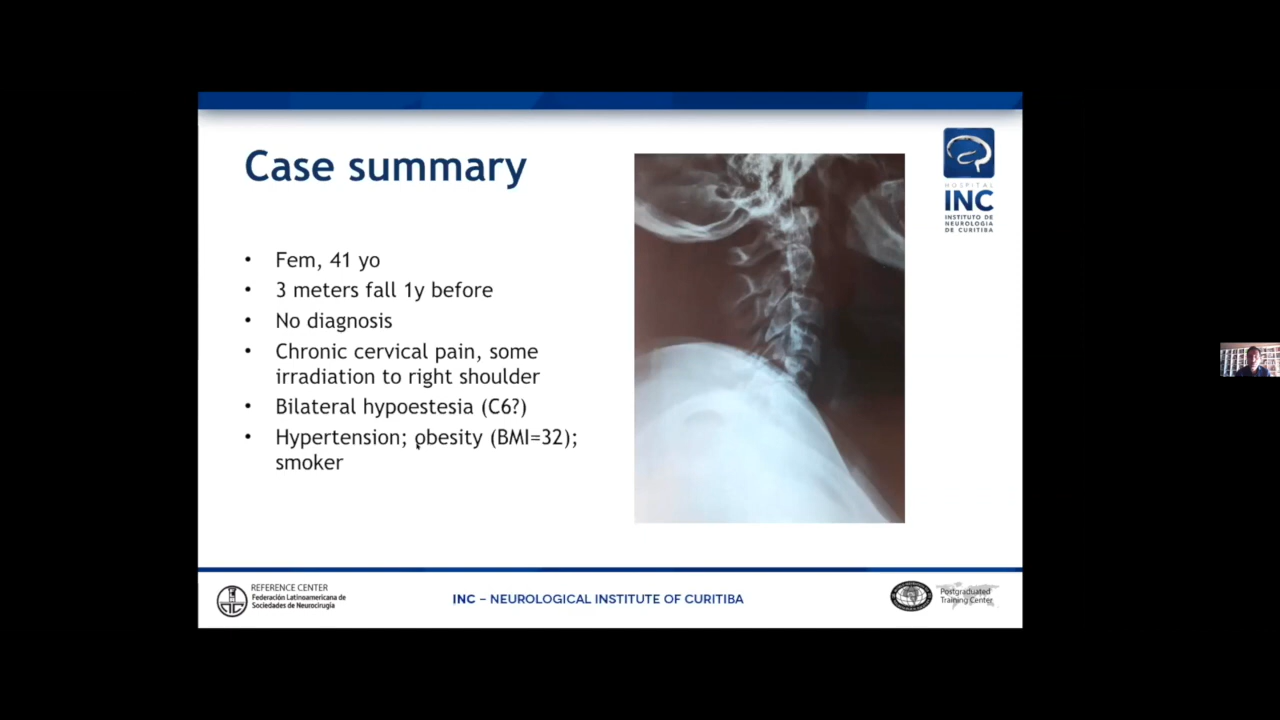 Case summary
• Fem, 41 yo
• 3 meters fall 1y before
• No diagnosis
• Chronic cervical pain, some
irradiation to right shoulder
• Bilateral hypoestesia (C6?)
• Hypertension; obesity (BMI=32);
smoker
HOSPITAL
INC
INSTITUTO DE
NEUROLOGIA
DE CURITIBA
REFERENCE CENTER
Federación Latinoamericana de
Sociedades de Neurocirugía
INC – NEUROLOGICAL INSTITUTE OF CURITIBA
Postgraduated
Training Center